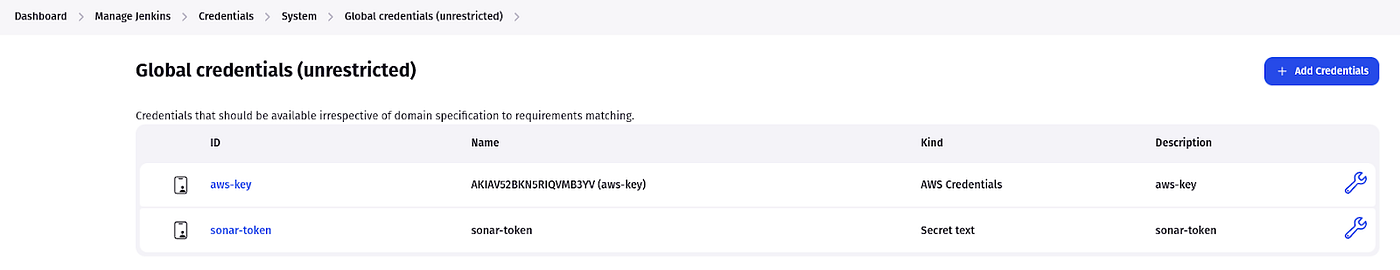 Dashboard > Manage Jenkins > Credentials > System > Global credentials (unrestricted) >
Global credentials (unrestricted)
+ Add Credentials
Credentials that should be available irrespective of domain specification to requirements matching.
ID Name Kind Description
aws-key AKIAV52BKN5RIQVMB3YV (aws-key) AWS Credentials aws-key
sonar-token sonar-token Secret text sonar-token